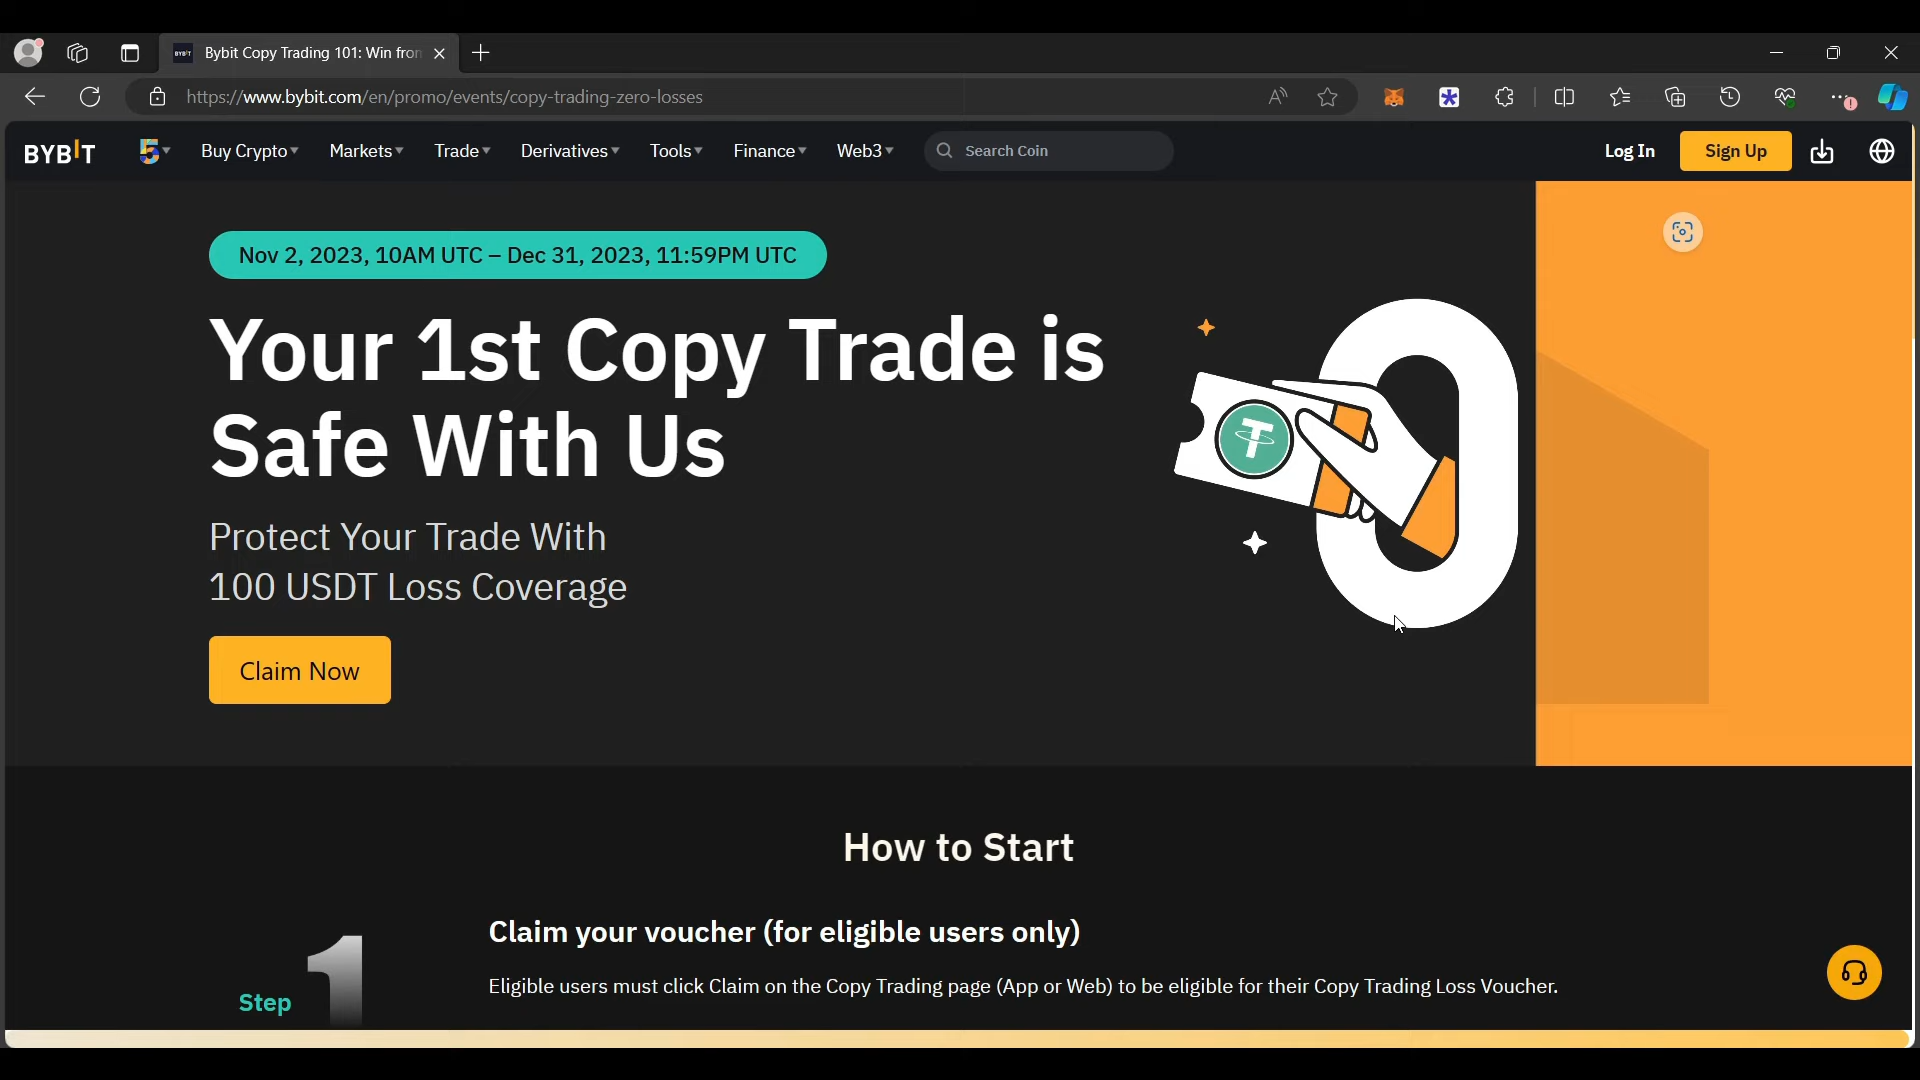 Bybit Copy Trading 101: Win from
https://www.bybit.com/en/promo/events/copy-trading-zero-losses
BYBIT
5
Buy Crypto
Markets
Trade
Derivatives
Tools
Finance
Web3
Search Coin
Log In
Sign Up
Nov 2, 2023, 10AM UTC – Dec 31, 2023, 11:59PM UTC
Your 1st Copy Trade is
Safe With Us
Protect Your Trade With
100 USDT Loss Coverage
Claim Now
How to Start
Step 1
Claim your voucher (for eligible users only)
Eligible users must click Claim on the Copy Trading page (App or Web) to be eligible for their Copy Trading Loss Voucher.